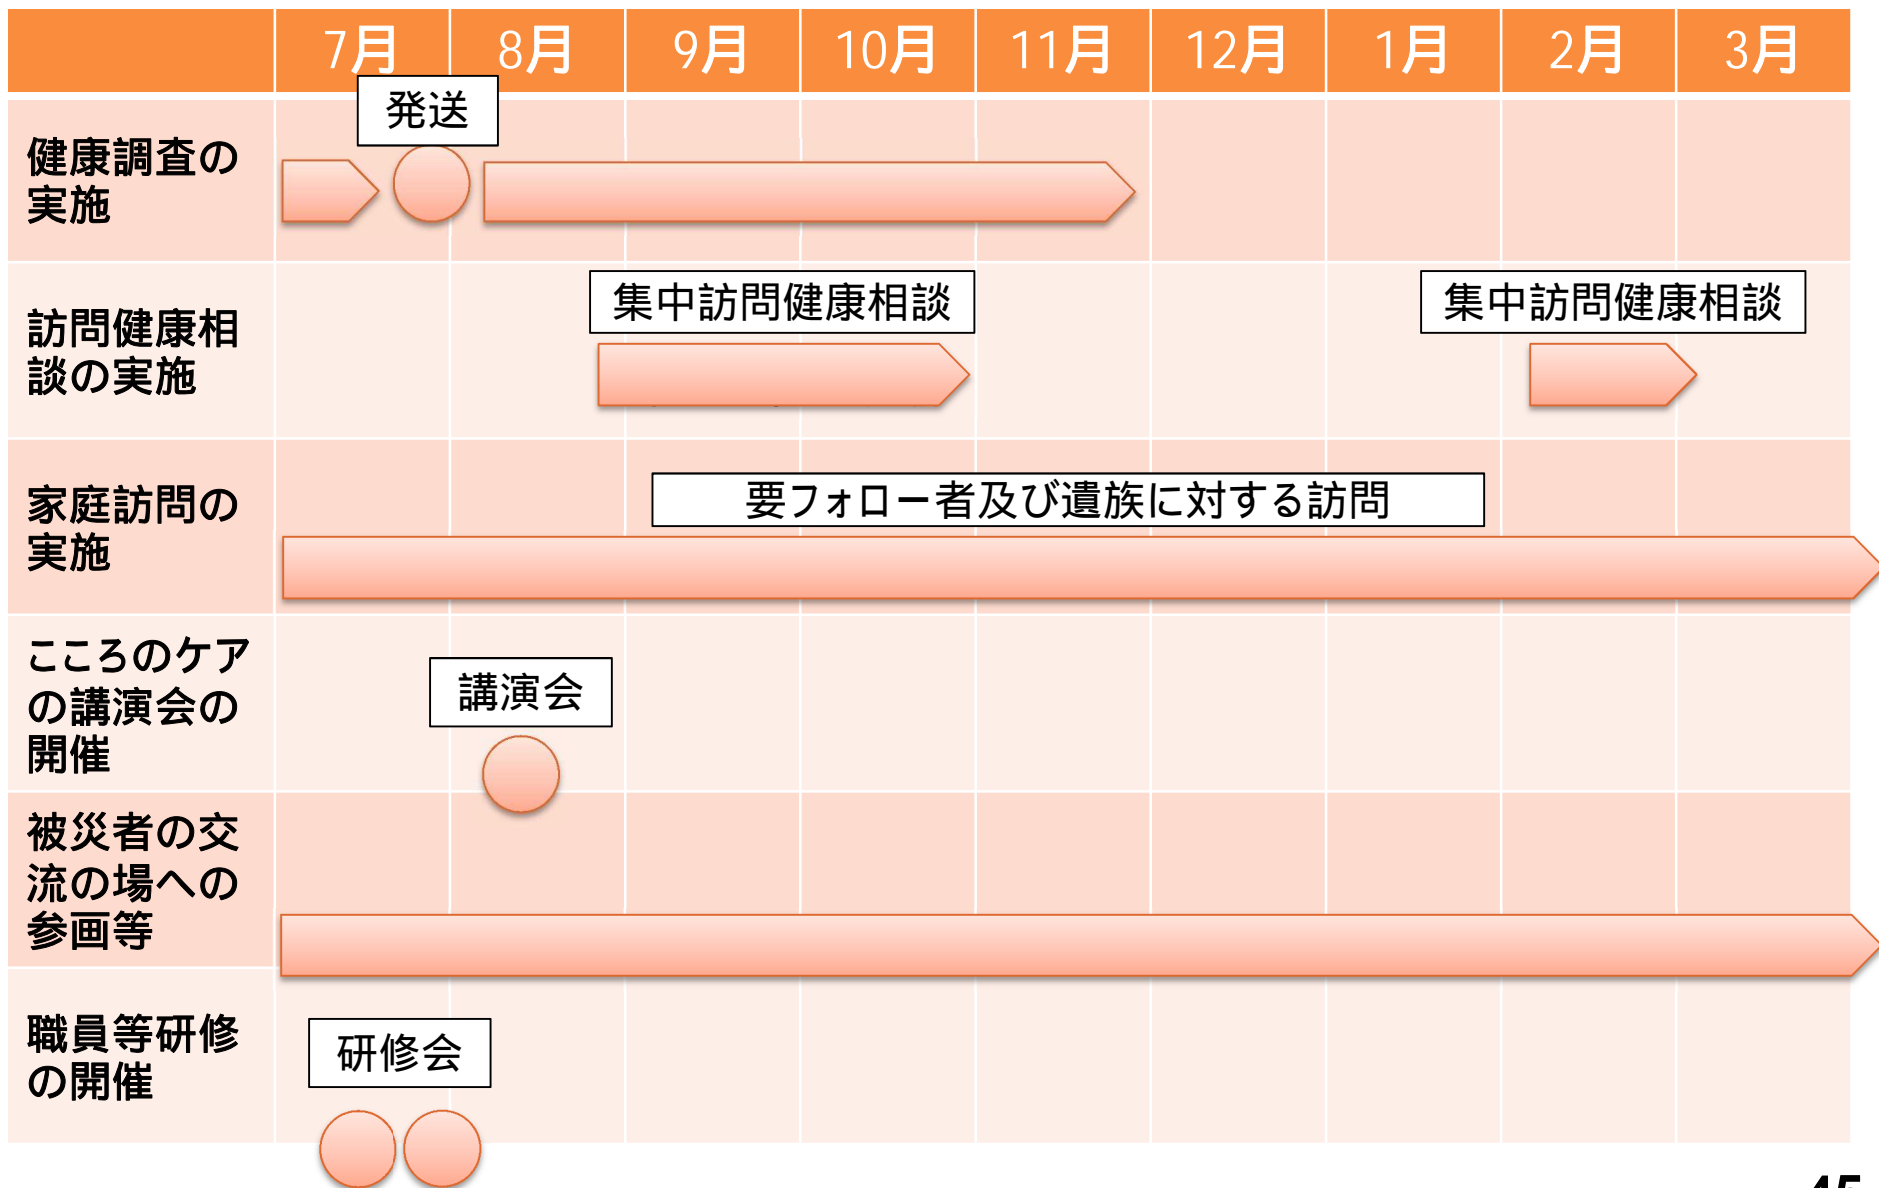 7月 8月 9月 10月 11月 12月 1月 2月 3月
発送
健康調査の
実施
集中訪問健康相談 集中訪問健康相談
訪問健康相
談の実施
要フォロー者及び遺族に対する訪問
家庭訪問の
実施
こころのケア
の講演会の
開催
講演会
被災者の交
流の場への
参画等
職員等研修
の開催
研修会